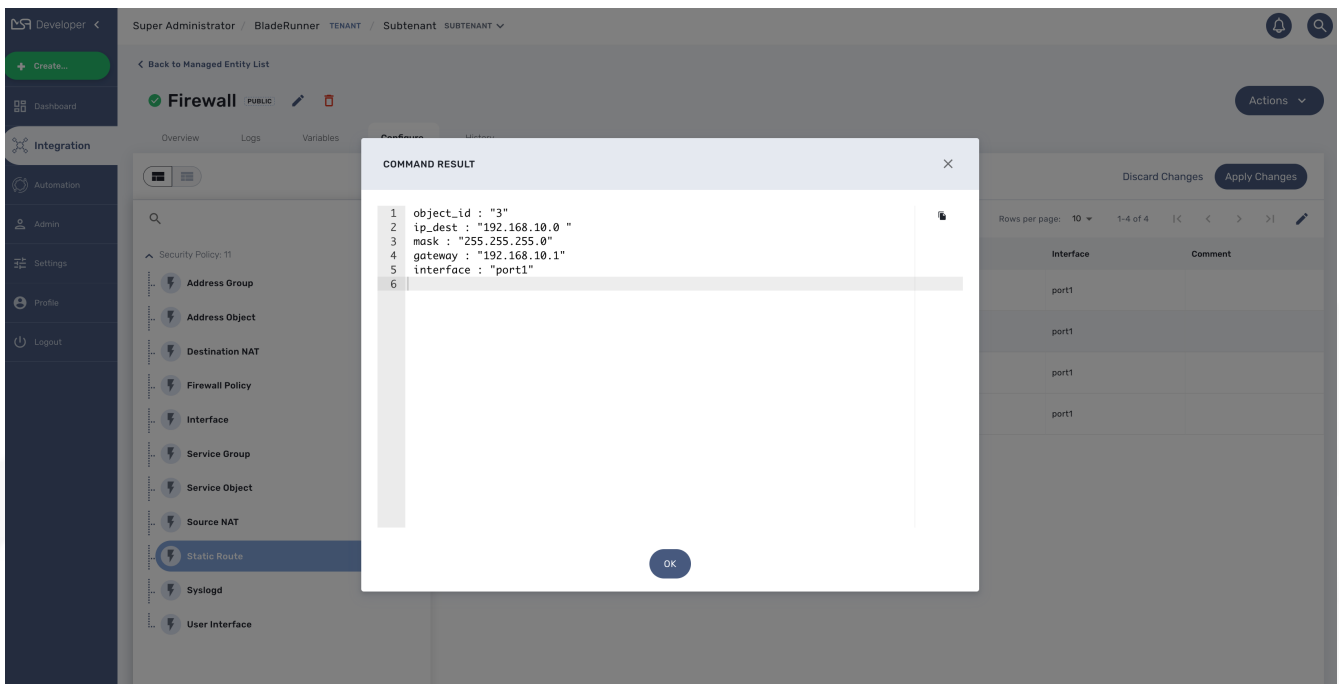 Developer
Super Administrator / BladeRunner TENANT / Subtenant SUBTENANT
Create...
Back to Managed Entity List
Dashboard
Firewall PUBLIC
Actions
Integration
Overview Logs Variables Configure History
COMMAND RESULT
Discard Changes Apply Changes
Automation
Admin
Settings
Profile
Logout
1 object_id : "3"
2 ip_dest : "192.168.10.0 "
3 mask : "255.255.255.0"
4 gateway : "192.168.10.1"
5 interface : "port1"
6
Rows per page: 10 1-4 of 4
Interface Comment
port1
port1
port1
port1
Security Policy: 11
Address Group
Address Object
Destination NAT
Firewall Policy
Interface
Service Group
Service Object
Source NAT
Static Route
Syslogd
User Interface
OK